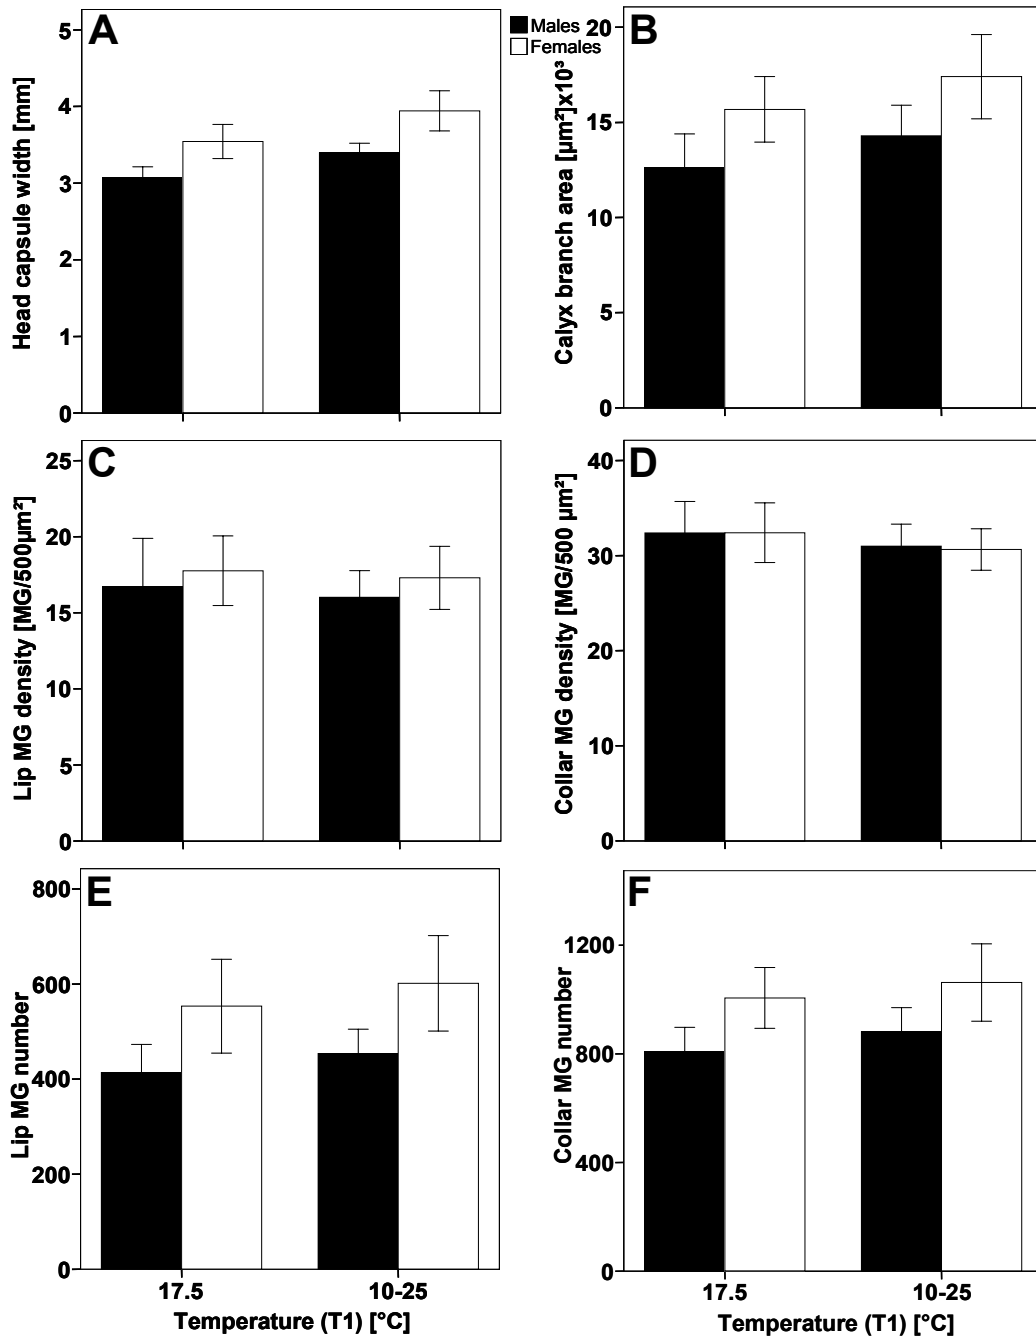 A
Head capsule width [mm]
5
4
3
2
1
0
Males
Females
B
Calyx branch area [µm²]x10³
20
15
10
5
0
C
Lip MG density [MG/500µm²]
25
20
15
10
5
0
D
Collar MG density [MG/500 µm²]
40
30
20
10
0
E
Lip MG number
800
600
400
200
0
17.5
10-25
Temperature (T1) [°C]
F
Collar MG number
1200
800
400
0
17.5
10-25
Temperature (T1) [°C]